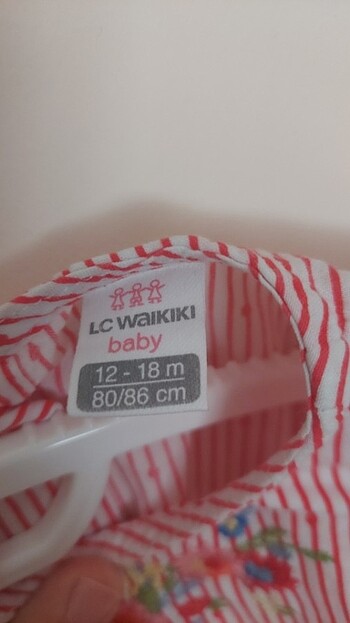 LC WAIKIKI
baby
12 - 18 m
80/86 cm